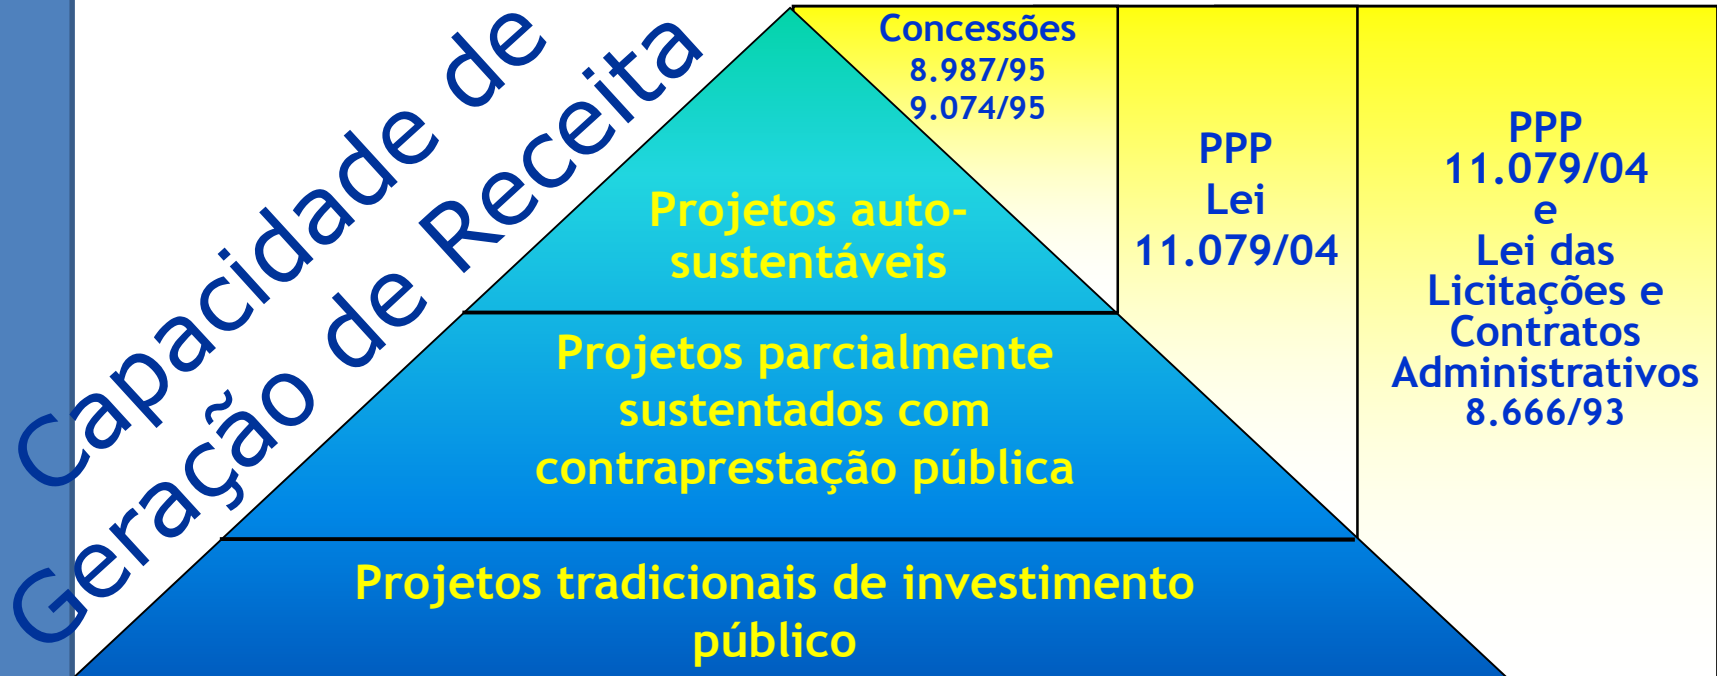 Capacidade de
Geração de Receita
Concessões
8.987/95
9.074/95
PPP
Lei
11.079/04
PPP
11.079/04
e
Lei das
Licitações e
Contratos
Administrativos
8.666/93
Projetos auto-
sustentáveis
Projetos parcialmente
sustentados com
contraprestação pública
Projetos tradicionais de investimento
público